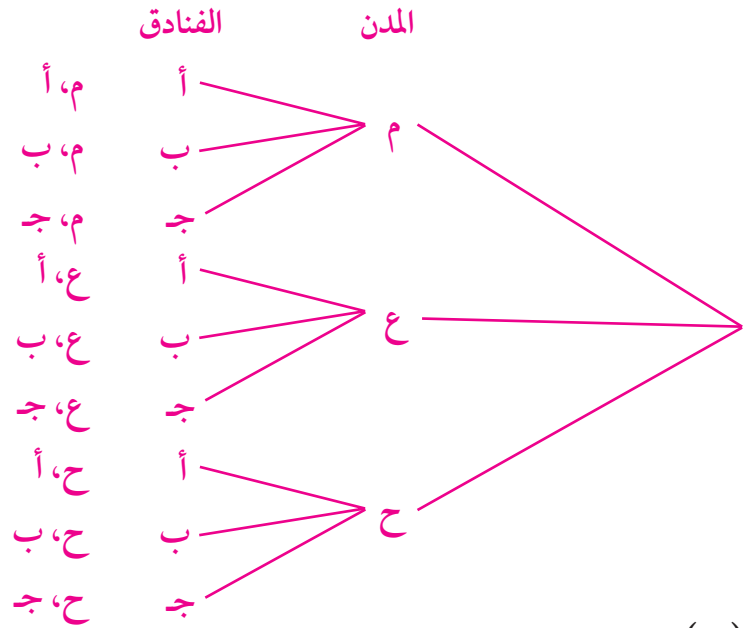 المدن الفنادق
أ م، أ
م
ب م، ب
جـ م، جـ
أ ع، أ
ع
ب ع، ب
جـ ع، جـ
أ ح، أ
ح
ب ح، ب
جـ ح، جـ